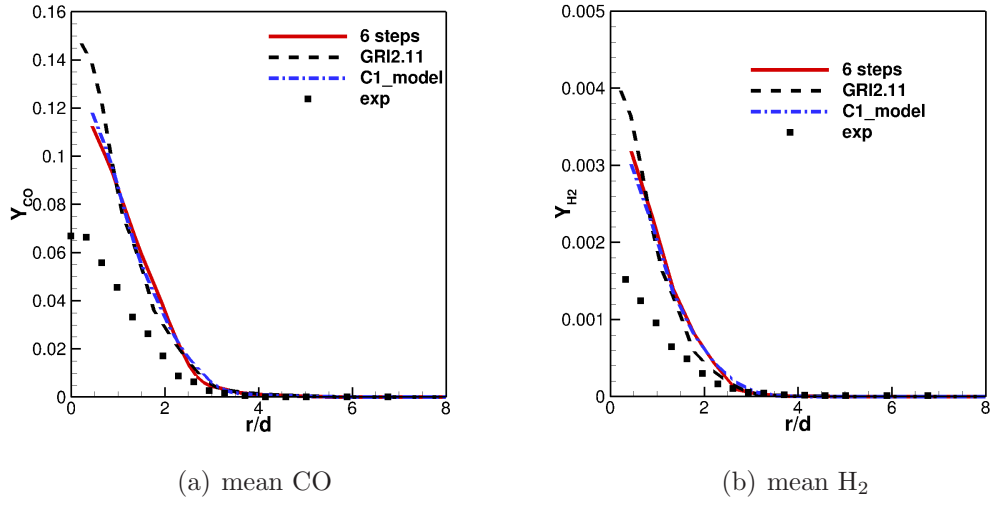 0.16
0.14
0.12
0.1
0.08
0.06
0.04
0.02
0
Y_CO
0 2 4 6 8
r/d
6 steps
GRI2.11
C1_model
exp
(a) mean CO
0.005
0.004
0.003
0.002
0.001
0
Y_H2
0 2 4 6 8
r/d
6 steps
GRI2.11
C1_model
exp
(b) mean H₂